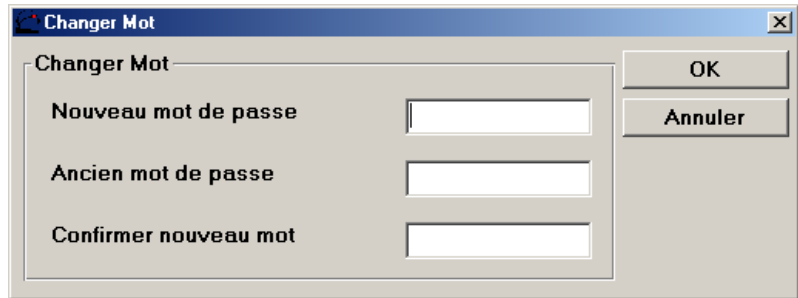 Changer Mot
Changer Mot
OK
Nouveau mot de passe
Annuler
Ancien mot de passe
Confirmer nouveau mot